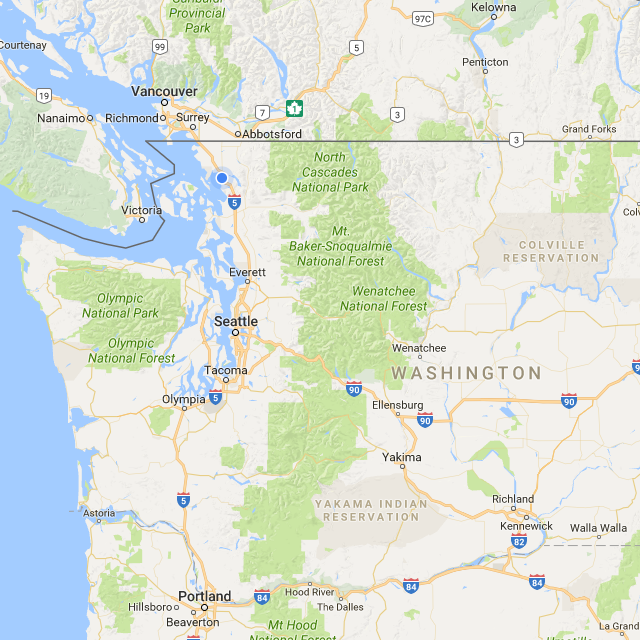 Sunburst
Provincial
Park
Kelowna
97C
Courtenay
99
5
Penticton
19
Vancouver
7
1
3
Nanaimo
Richmond
Surrey
Abbotsford
Grand Forks
3
North
Cascades
National Park
5
Victoria
Colv
Mt.
Baker-Snoqualmie
National Forest
COLVILLE
RESERVATION
Everett
Olympic
National Park
Wenatchee
National Forest
Seattle
Olympic
National Forest
Wenatchee
Tacoma
WASHINGTON
90
5
Olympia
90
Ellensburg
90
Yakima
5
YAKAMA INDIAN
RESERVATION
Richland
Astoria
Kennewick
Walla Walla
82
84
84
84
Portland
Hood River
Hillsboro
The Dalles
Beaverton
Mt Hood
National Forest
La Grand